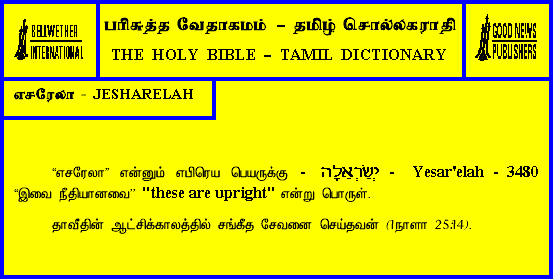 BELLWETHER
INTERNATIONAL
பரிசுத்த வேதாகமம் – தமிழ் சொல்லகராதி
THE HOLY BIBLE – TAMIL DICTIONARY
GOOD NEWS
PUBLISHERS
எசரேலா - JESHARELAH
“எசரேலா” என்னும் எபிரெய பெயருக்கு - יְשַׂרְאֵלָה - Yesar'elah - 3480
“இவை நீதியானவை” "these are upright" என்று பொருள்.
தாவீதின் ஆட்சிக்காலத்தில் சங்கீத சேவனை செய்தவன் (1நாளா 25:14).